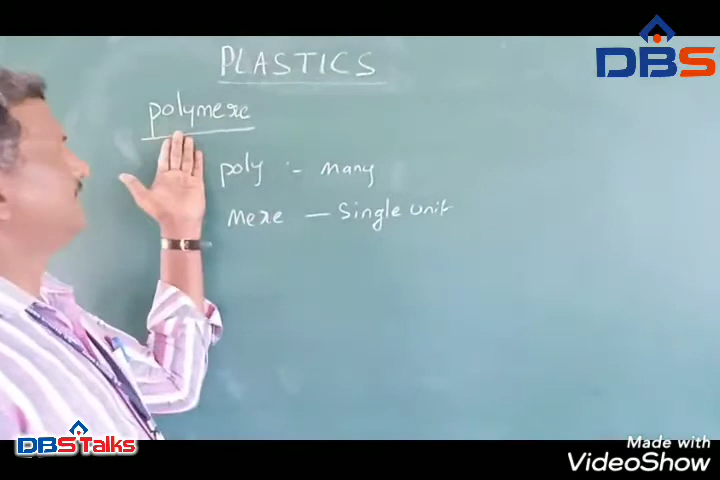 DBS
PLASTICS
polymere
poly :- many
mere — Single unit
DBSTalks
Made with
VideoShow